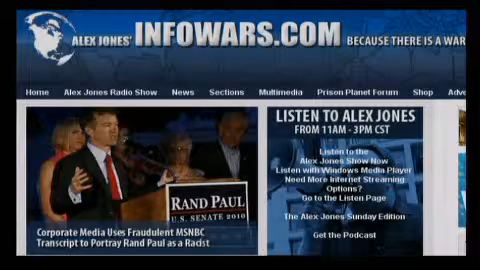 ALEX JONES' INFOWARS.COM BECAUSE THERE IS A WAR
Home Alex Jones Radio Show News Sections Multimedia Prison Planet Forum Shop Adve
LISTEN TO ALEX JONES
FROM 11AM - 3PM CST
Listen to the
Alex Jones Show Now
Listen with Windows Media Player
Need More Internet Streaming
Options?
Go to the Listen Page
The Alex Jones Sunday Edition
Get the Podcast
RAND PAUL
U.S. SENATE 2010
Corporate Media Uses Fraudulent MSNBC
Transcript to Portray Rand Paul as a Racist